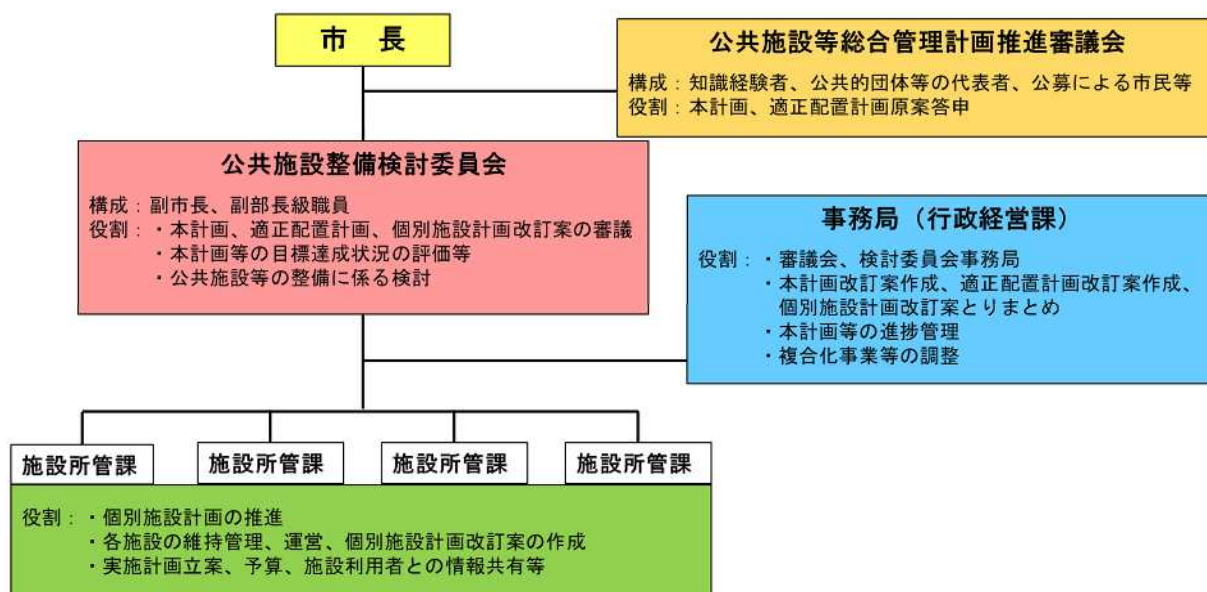 市　長
公共施設等総合管理計画推進審議会
構成：知識経験者、公共的団体等の代表者、公募による市民等
役割：本計画、適正配置計画原案答申
公共施設整備検討委員会
構成：副市長、副部長級職員
役割：・本計画、適正配置計画、個別施設計画改訂案の審議
・本計画等の目標達成状況の評価等
・公共施設等の整備に係る検討
事務局（行政経営課）
役割：・審議会、検討委員会事務局
・本計画改訂案作成、適正配置計画改訂案作成、
個別施設計画改訂案とりまとめ
・本計画等の進捗管理
・複合化事業等の調整
施設所管課
施設所管課
施設所管課
施設所管課
役割：・個別施設計画の推進
・各施設の維持管理、運営、個別施設計画改訂案の作成
・実施計画立案、予算、施設利用者との情報共有等